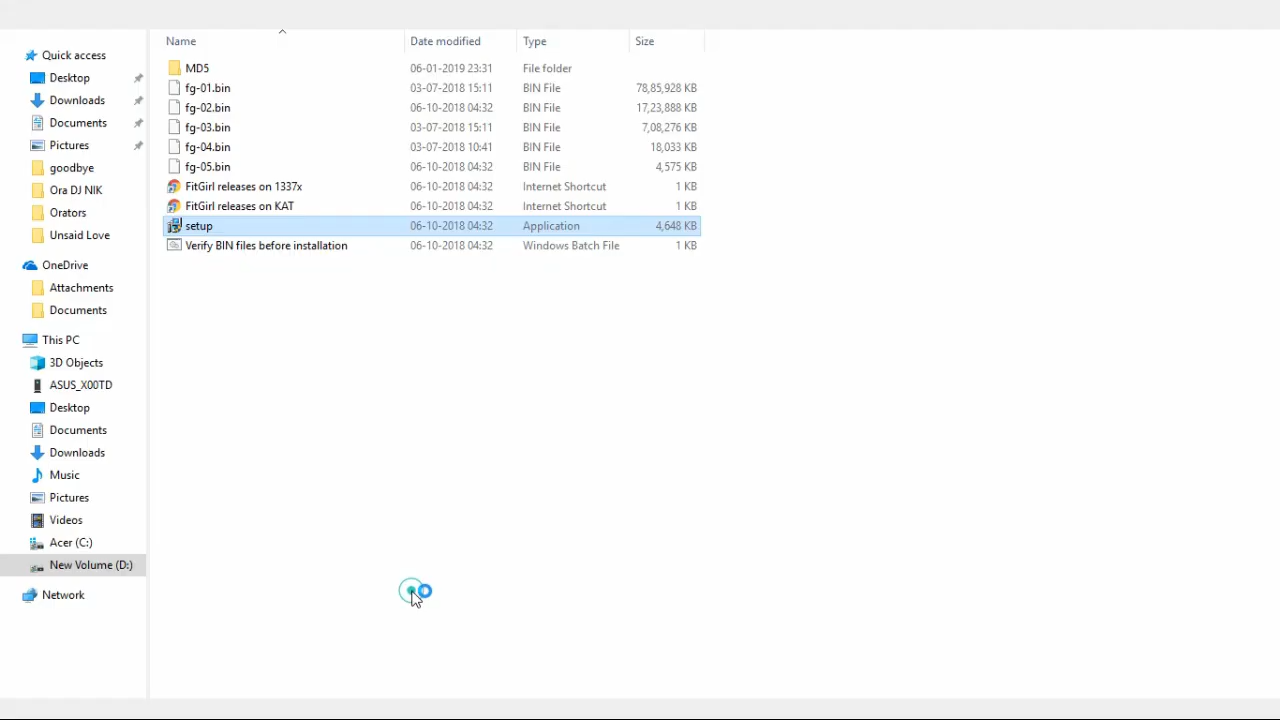 Name Date modified Type Size
Quick access
Desktop
Downloads
Documents
Pictures
goodbye
Ora DJ NIK
Orators
Unsaid Love
OneDrive
Attachments
Documents
This PC
3D Objects
ASUS_X00TD
Desktop
Documents
Downloads
Music
Pictures
Videos
Acer (C:)
New Volume (D:)
Network
MD5 06-01-2019 23:31 File folder
fg-01.bin 03-07-2018 15:11 BIN File 78,85,928 KB
fg-02.bin 06-10-2018 04:32 BIN File 17,23,888 KB
fg-03.bin 03-07-2018 15:11 BIN File 7,08,276 KB
fg-04.bin 03-07-2018 10:41 BIN File 18,033 KB
fg-05.bin 06-10-2018 04:32 BIN File 4,575 KB
FitGirl releases on 1337x 06-10-2018 04:32 Internet Shortcut 1 KB
FitGirl releases on KAT 06-10-2018 04:32 Internet Shortcut 1 KB
setup 06-10-2018 04:32 Application 4,648 KB
Verify BIN files before installation 06-10-2018 04:32 Windows Batch File 1 KB